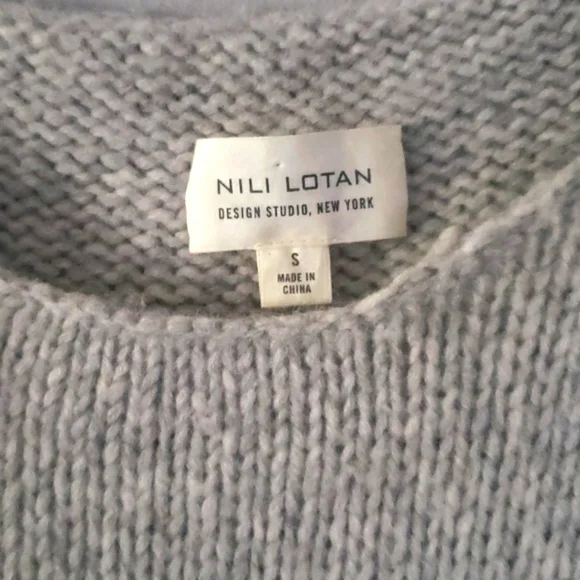 NILI LOTAN
DESIGN STUDIO, NEW YORK
S
MADE IN
CHINA